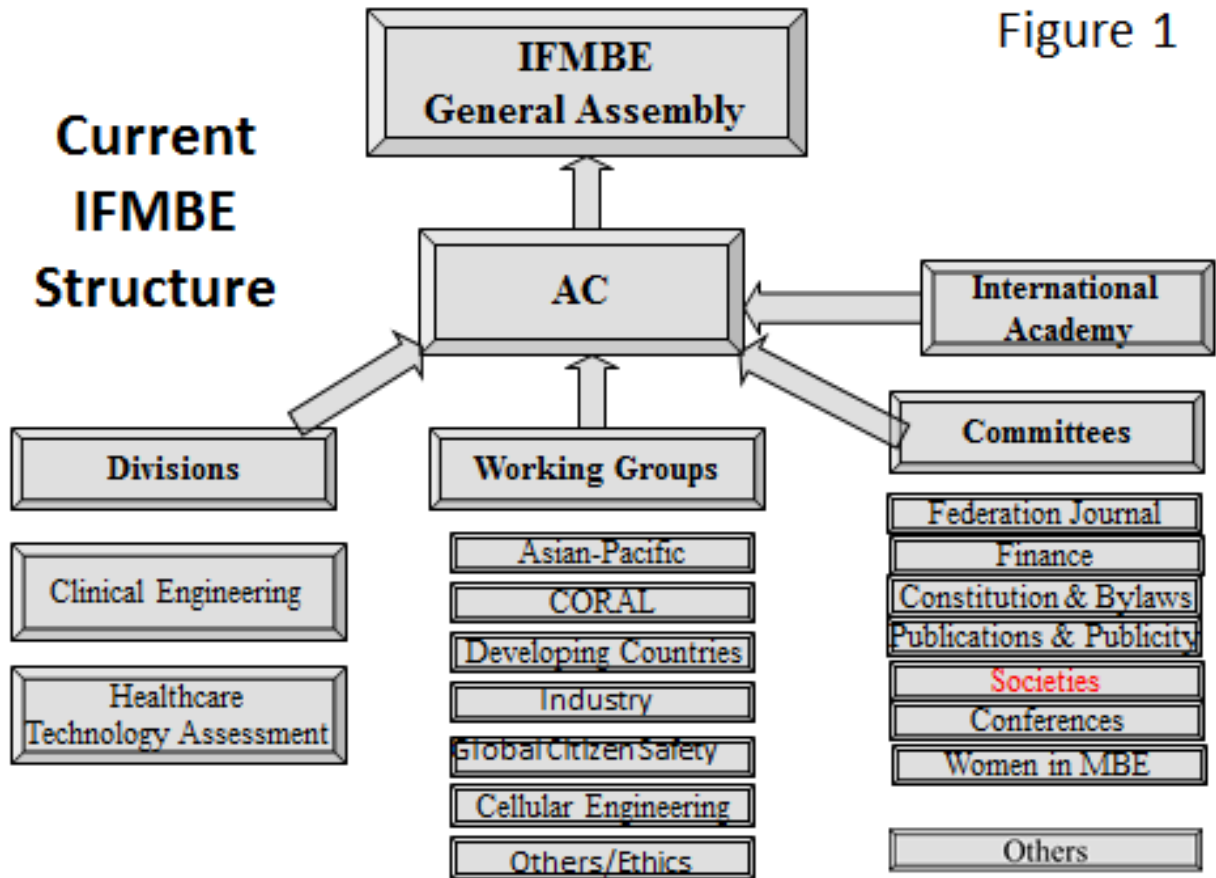 Figure 1
Current
IFMBE
Structure
IFMBE
General Assembly
AC
International
Academy
Divisions
Clinical Engineering
Healthcare
Technology Assessment
Working Groups
Asian-Pacific
CORAL
Developing Countries
Industry
Global Citizen Safety
Cellular Engineering
Others/Ethics
Committees
Federation Journal
Finance
Constitution & Bylaws
Publications & Publicity
Societies
Conferences
Women in MBE
Others